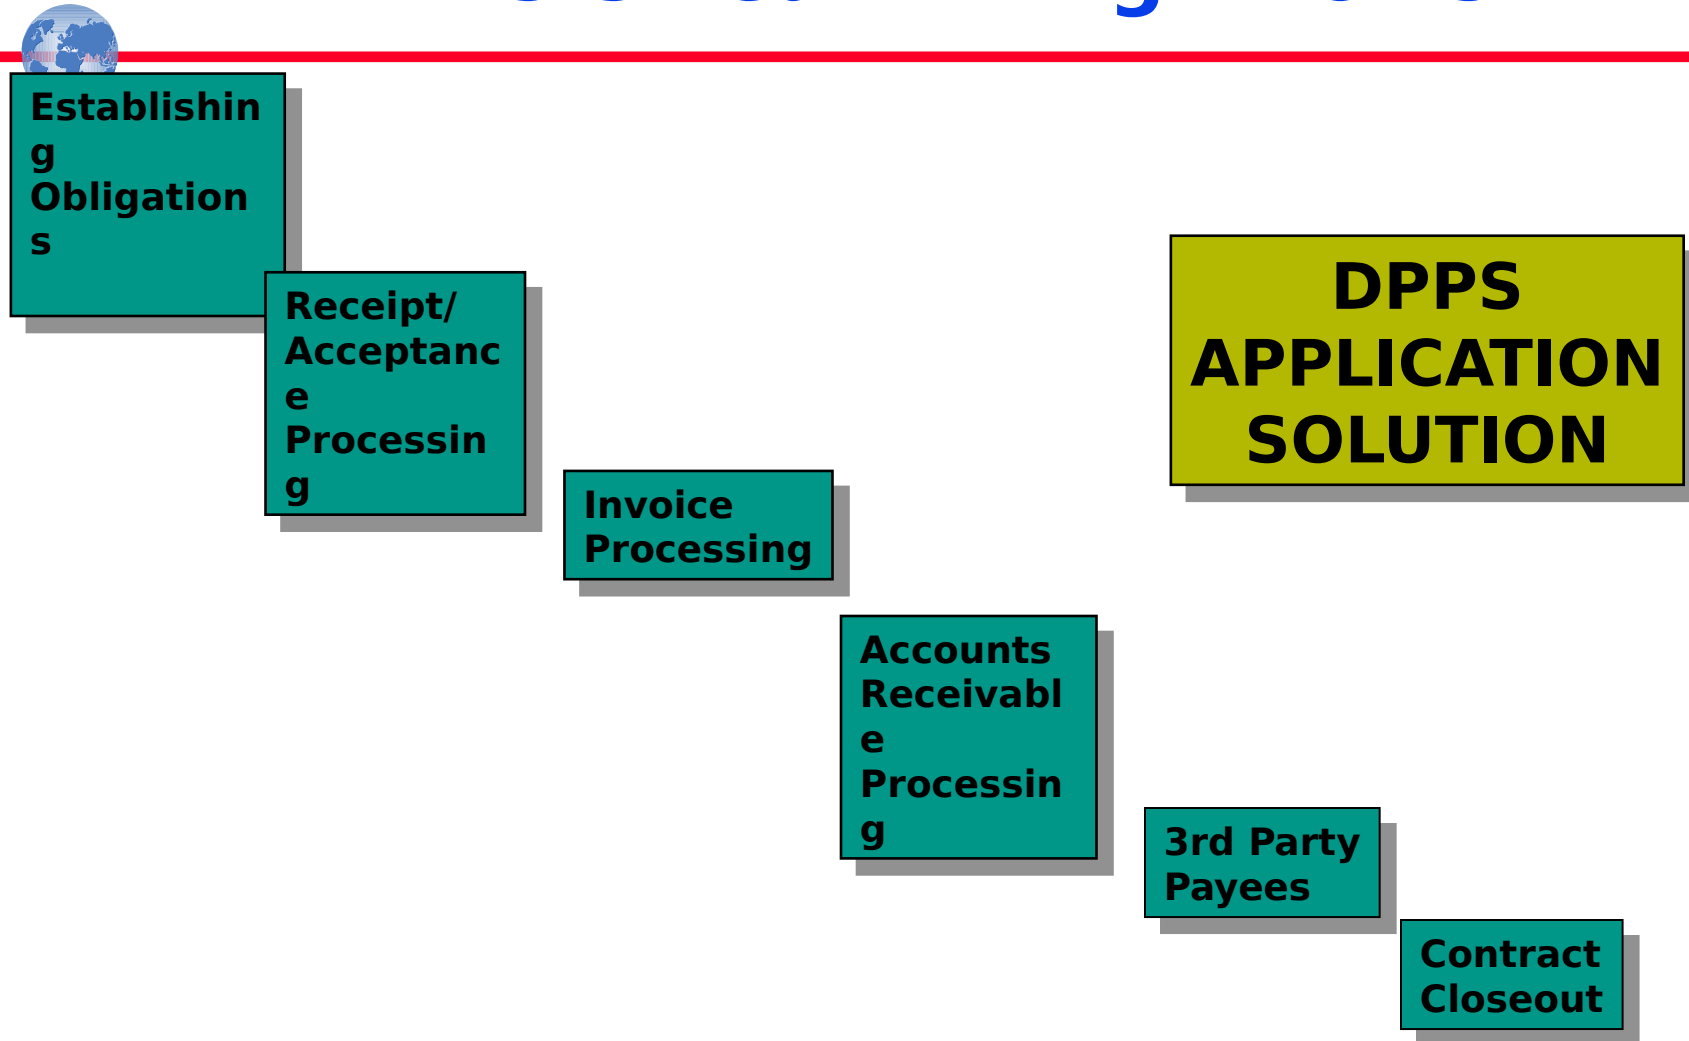 Establishin
g
Obligation
s
Receipt/
Acceptanc
e
Processin
g
DPPS
APPLICATION
SOLUTION
Invoice
Processing
Accounts
Receivabl
e
Processin
g
3rd Party
Payees
Contract
Closeout